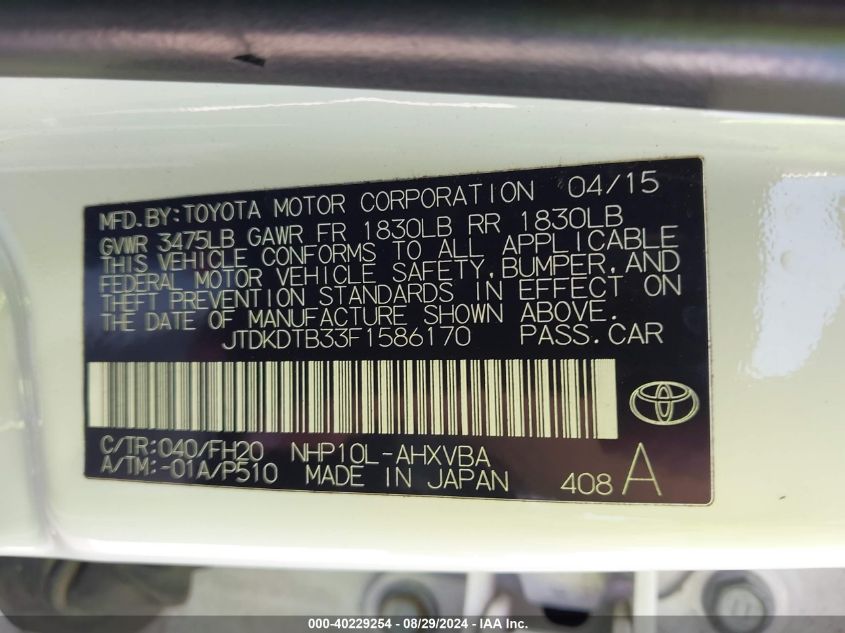 MFD.BY:TOYOTA MOTOR CORPORATION 04/15
GVWR 3475LB GAWR FR 1830LB RR 1830LB
THIS VEHICLE CONFORMS TO ALL APPLICABLE
FEDERAL MOTOR VEHICLE SAFETY,BUMPER,AND
THEFT PREVENTION STANDARDS IN EFFECT ON
THE DATE OF MANUFACTURE SHOWN ABOVE.
JTDKDTB33F1586170 PASS.CAR
C/TR:040/FH20 NHP10L-AHXVBA
A/TM:-01A/P510 MADE IN JAPAN 408 A
000-40229254 - 08/29/2024 - IAA Inc.